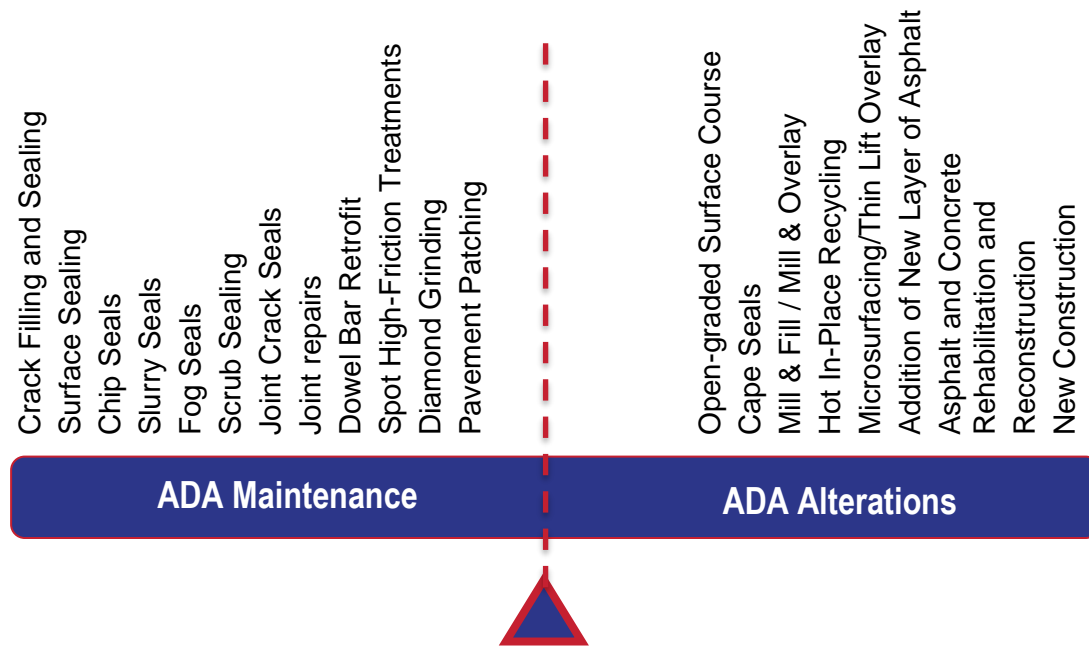 Crack Filling and Sealing
Surface Sealing
Chip Seals
Slurry Seals
Fog Seals
Scrub Sealing
Joint Crack Seals
Joint repairs
Dowel Bar Retrofit
Spot High-Friction Treatments
Diamond Grinding
Pavement Patching
Open-graded Surface Course
Cape Seals
Mill & Fill / Mill & Overlay
Hot In-Place Recycling
Microsurfacing/Thin Lift Overlay
Addition of New Layer of Asphalt
Asphalt and Concrete
Rehabilitation and
Reconstruction
New Construction
ADA Maintenance
ADA Alterations